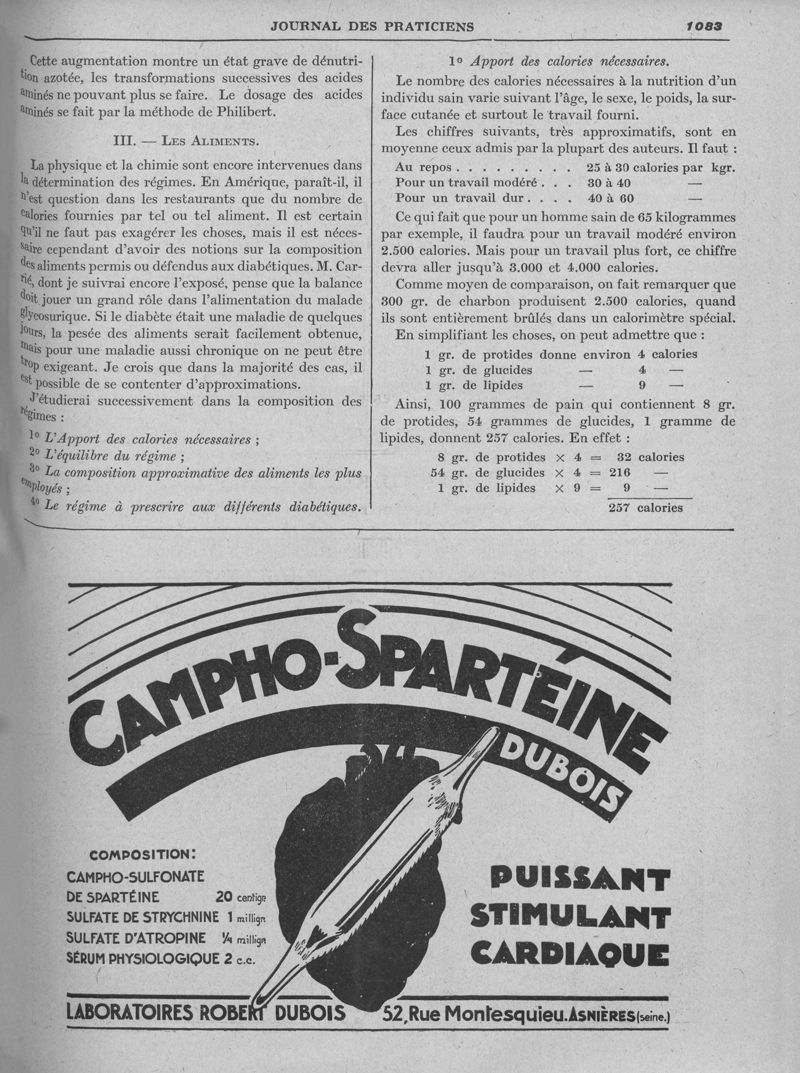 JOURNAL DES PRATICIENS 1083
Cette augmentation montre un état grave de dénutri-
tion azotée, les transformations successives des acides
aminés ne pouvant plus se faire. Le dosage des acides
aminés se fait par la méthode de Philibert.
III. — LES ALIMENTS.
La physique et la chimie sont encore intervenues dans
la détermination des régimes. En Amérique, paraît-il, il
n'est question dans les restaurants que du nombre de
calories fournies par tel ou tel aliment. Il est certain
qu'il ne faut pas exagérer les choses, mais il est néces-
saire cependant d'avoir des notions sur la composition
des aliments permis ou défendus aux diabétiques. M. Car-
rié, dont je suivrai encore l'exposé, pense que la balance
doit jouer un grand rôle dans l'alimentation du malade
glycosurique. Si le diabète était une maladie de quelques
jours, la pesée des aliments serait facilement obtenue,
mais pour une maladie aussi chronique on ne peut être
trop exigeant. Je crois que dans la majorité des cas, il
est possible de se contenter d'approximations.
J'étudierai successivement dans la composition des
régimes :
1º L'Apport des calories nécessaires ;
2º L'équilibre du régime ;
3º La composition approximative des aliments les plus
employés ;
4º Le régime à prescrire aux différents diabétiques.
1º Apport des calories nécessaires.
Le nombre des calories nécessaires à la nutrition d'un
individu sain varie suivant l'âge, le sexe, le poids, la sur-
face cutanée et surtout le travail fourni.
Les chiffres suivants, très approximatifs, sont en
moyenne ceux admis par la plupart des auteurs. Il faut :
Au repos . . . . . . . . . 25 à 30 calories par kgr.
Pour un travail modéré . . . 30 à 40 —
Pour un travail dur . . . . 40 à 60 —
Ce qui fait que pour un homme sain de 65 kilogrammes
par exemple, il faudra pour un travail modéré environ
2.500 calories. Mais pour un travail plus fort, ce chiffre
devra aller jusqu'à 3.000 et 4.000 calories.
Comme moyen de comparaison, on fait remarquer que
300 gr. de charbon produisent 2.500 calories, quand
ils sont entièrement brûlés dans un calorimètre spécial.
En simplifiant les choses, on peut admettre que :
1 gr. de protides donne environ 4 calories
1 gr. de glucides — 4 —
1 gr. de lipides — 9 —
Ainsi, 100 grammes de pain qui contiennent 8 gr.
de protides, 54 grammes de glucides, 1 gramme de
lipides, donnent 257 calories. En effet :
8 gr. de protides × 4 = 32 calories
54 gr. de glucides × 4 = 216 —
1 gr. de lipides × 9 = 9 —
257 calories
CAMPHO-SPARTÉINE
DUBOIS
COMPOSITION:
CAMPHO-SULFONATE
DE SPARTÉINE 20 centigr
SULFATE DE STRYCHNINE 1 milligr
SULFATE D'ATROPINE ¼ milligr
SÉRUM PHYSIOLOGIQUE 2 c.c.
PUISSANT
STIMULANT
CARDIAQUE
LABORATOIRES ROBERT DUBOIS 52, Rue Montesquieu. ASNIÈRES (seine.)